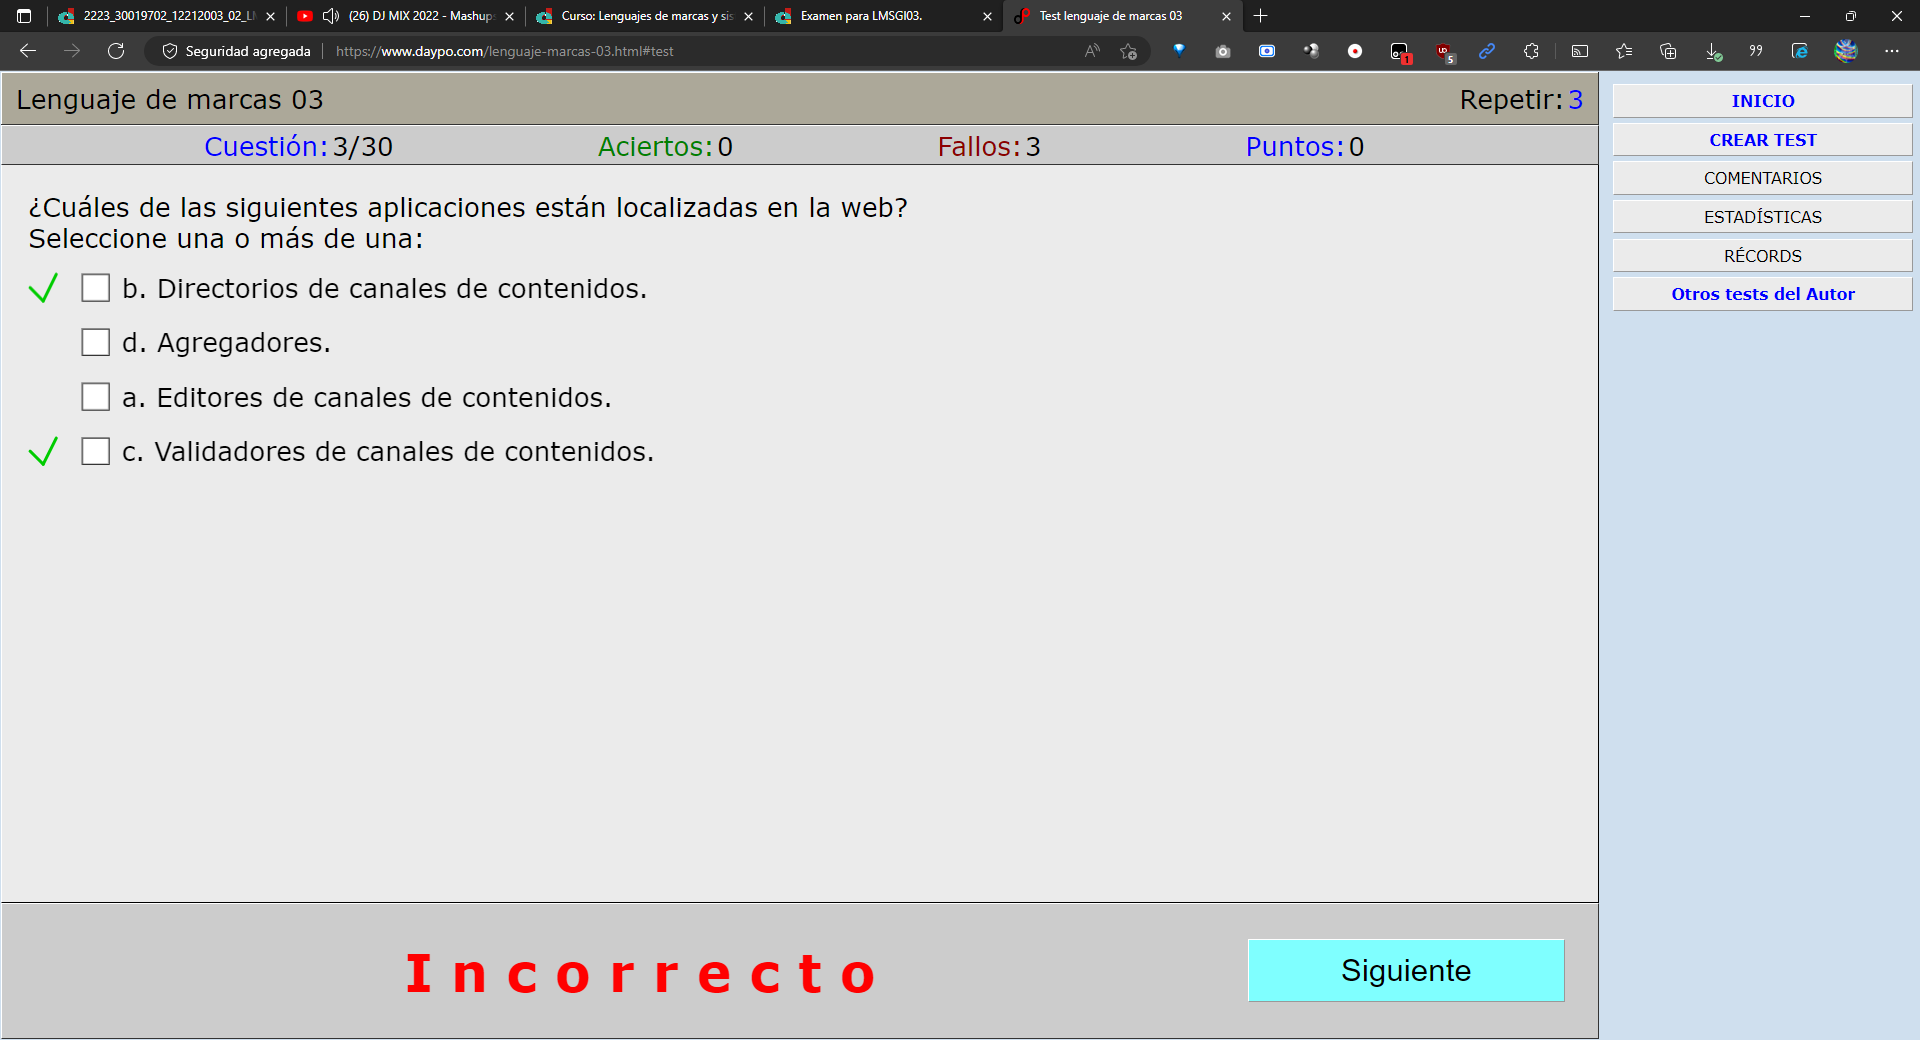 2223_30019702_12212003_02_L
(26) DJ MIX 2022 - Mashup
Curso: Lenguajes de marcas y sis
Examen para LMSGI03.
Test lenguaje de marcas 03
Seguridad agregada
https://www.daypo.com/lenguaje-marcas-03.html#test
1
5
Lenguaje de marcas 03
Repetir: 3
Cuestión: 3/30 Aciertos: 0 Fallos: 3 Puntos: 0
¿Cuáles de las siguientes aplicaciones están localizadas en la web?
Seleccione una o más de una:
b. Directorios de canales de contenidos.
d. Agregadores.
a. Editores de canales de contenidos.
c. Validadores de canales de contenidos.
Incorrecto
Siguiente
INICIO
CREAR TEST
COMENTARIOS
ESTADÍSTICAS
RÉCORDS
Otros tests del Autor